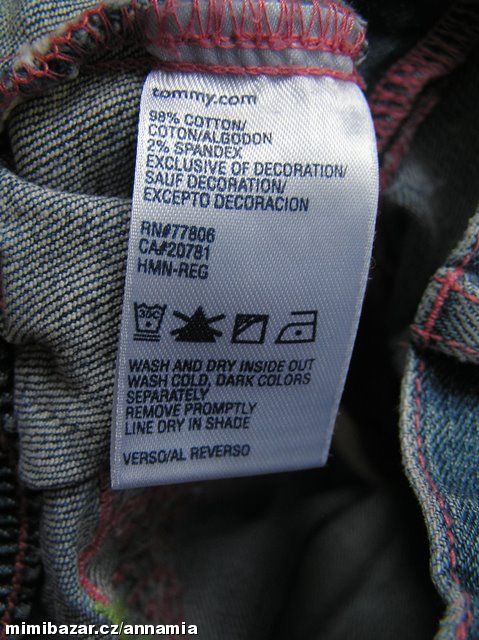 tommy.com
98% COTTON/
COTON/ALGODON
2% SPANDEX
EXCLUSIVE OF DECORATION/
SAUF DECORATION/
EXCEPTO DECORACION
RN#77806
CA#20781
HMN-REG
30C
WASH AND DRY INSIDE OUT
WASH COLD, DARK COLORS
SEPARATELY
REMOVE PROMPTLY
LINE DRY IN SHADE
VERSO/AL REVERSO
mimibazar.cz/annamia